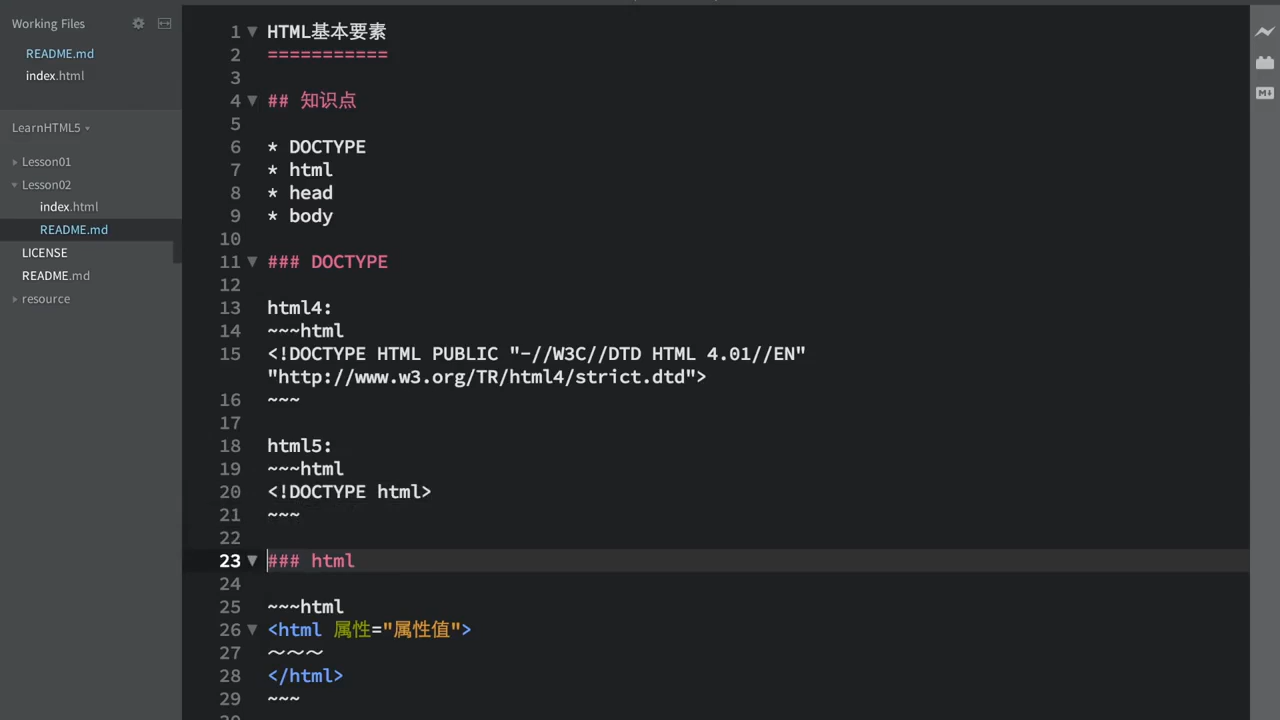 Working Files
README.md
index.html
LearnHTML5
Lesson01
Lesson02
index.html
README.md
LICENSE
README.md
resource
1 HTML基本要素
2 ===========
3
4 ## 知识点
5
6 * DOCTYPE
7 * html
8 * head
9 * body
10
11 ### DOCTYPE
12
13 html4:
14 ~~~html
15 <!DOCTYPE HTML PUBLIC "-//W3C//DTD HTML 4.01//EN"
"http://www.w3.org/TR/html4/strict.dtd">
16 ~~~
17
18 html5:
19 ~~~html
20 <!DOCTYPE html>
21 ~~~
22
23 ### html
24
25 ~~~html
26 <html 属性="属性值">
27 ～～～
28 </html>
29 ~~~
M↓